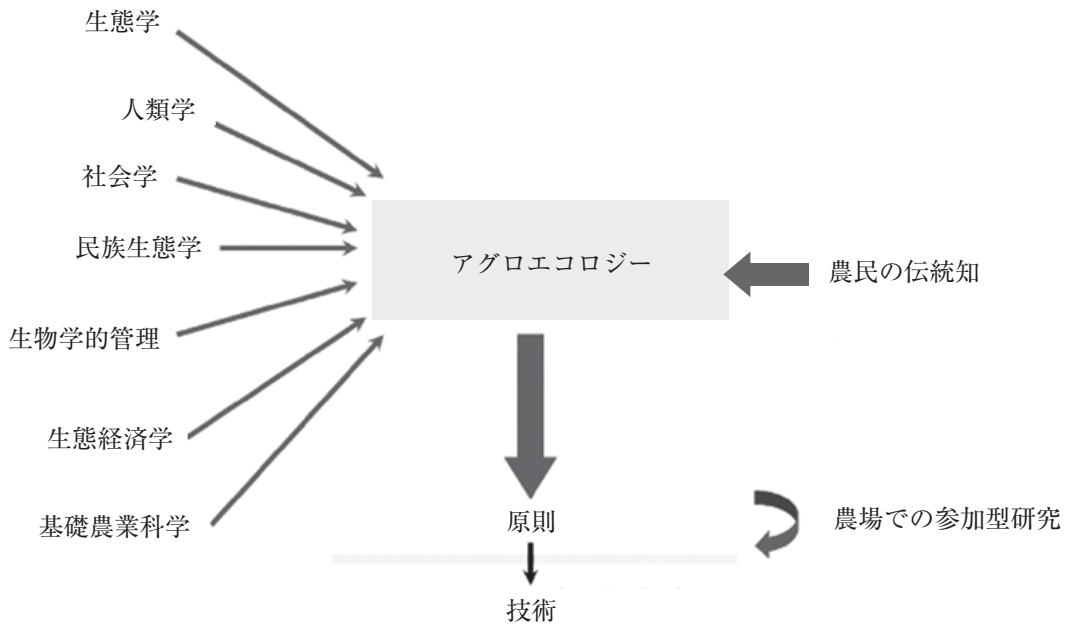 生態学
人類学
社会学
民族生態学
生物学的管理
生態経済学
基礎農業科学
アグロエコロジー
農民の伝統知
原則
農場での参加型研究
技術